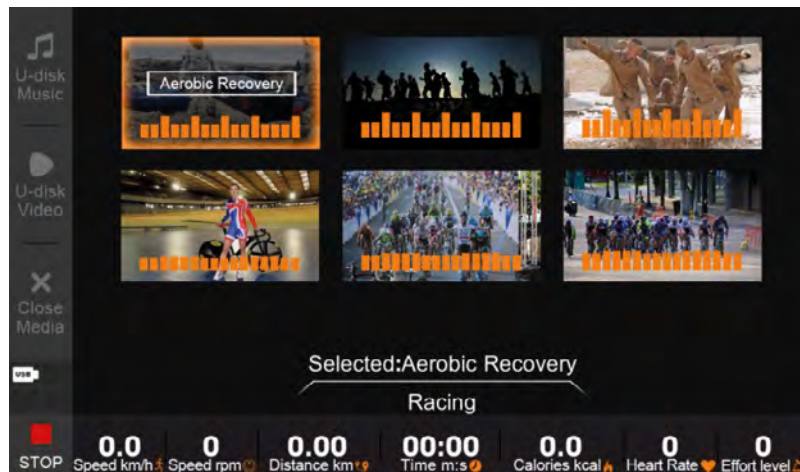 U-disk
Music
Aerobic Recovery
U-disk
Video
Close
Media
USB
Selected:Aerobic Recovery
Racing
STOP
0.0 0 0.00 00:00 0.0 0 0
Speed km/h Speed rpm Distance km Time m:s Calories kcal Heart Rate Effort level